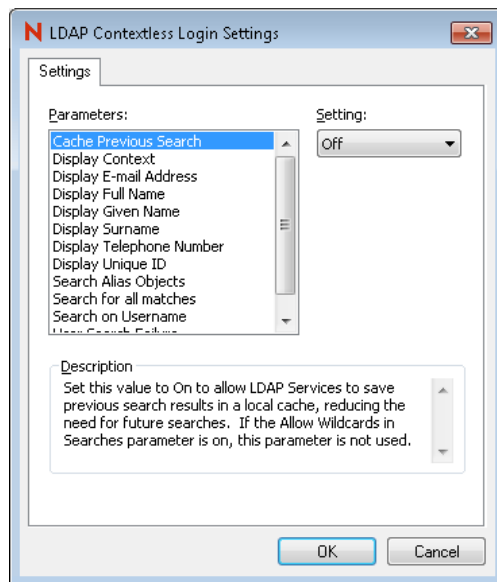 LDAP Contextless Login Settings
Settings
Parameters:
Setting:
Cache Previous Search
Off
Display Context
Display E-mail Address
Display Full Name
Display Given Name
Display Surname
Display Telephone Number
Display Unique ID
Search Alias Objects
Search for all matches
Search on Username
User Search Failure
Description
Set this value to On to allow LDAP Services to save
previous search results in a local cache, reducing the
need for future searches.  If the Allow Wildcards in
Searches parameter is on, this parameter is not used.
OK
Cancel